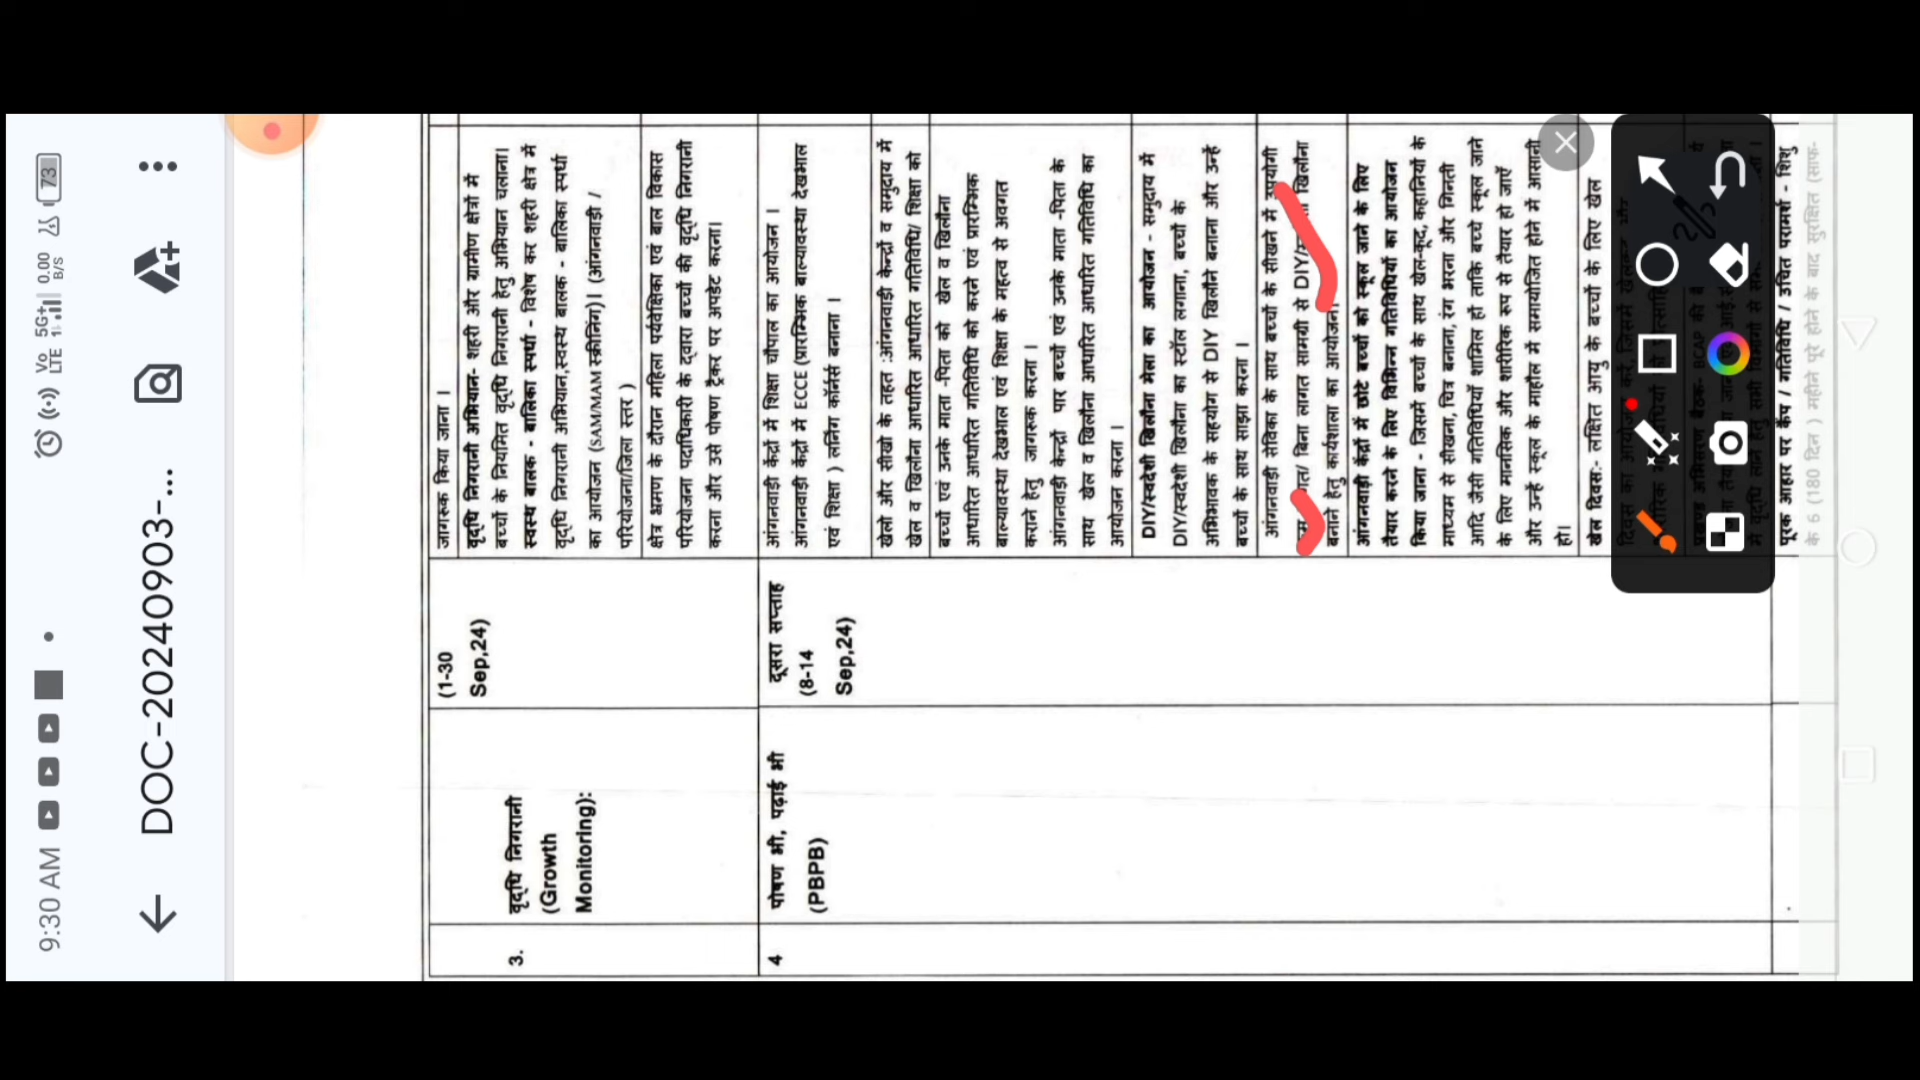 9:30 AM
Vo LTE 5G+ 0.00 B/S 73
DOC-20240903-...
जागरूक किया जाना ।
3.
वृद्धि निगरानी
(Growth
Monitoring):
(1-30
Sep,24)
वृद्धि निगरानी अभियान- शहरी और ग्रामीण क्षेत्रों में
बच्चों के नियमित वृद्धि निगरानी हेतु अभियान चलाना।
स्वस्थ बालक - बालिका स्पर्धा - विशेष कर शहरी क्षेत्र में
वृद्धि निगरानी अभियान,स्वस्थ बालक - बालिका स्पर्धा
का आयोजन (SAM/MAM स्क्रीनिंग)। (आंगनवाड़ी /
परियोजना/जिला स्तर )
क्षेत्र भ्रमण के दौरान महिला पर्यवेक्षिका एवं बाल विकास
परियोजना पदाधिकारी के द्वारा बच्चों की वृद्धि निगरानी
करना और उसे पोषण ट्रैकर पर अपडेट करना।
4
पोषण भी, पढ़ाई भी
(PBPB)
दूसरा सप्ताह
(8-14
Sep,24)
आंगनवाड़ी केंद्रों में शिक्षा चौपाल का आयोजन ।
आंगनवाड़ी केंद्रों में ECCE (प्रारम्भिक बाल्यावस्था देखभाल
एवं शिक्षा ) लर्निंग कॉर्नर्स बनाना ।
खेलो और सीखो के तहत :आंगनवाड़ी केन्द्रों व समुदाय में
खेल व खिलौना आधारित गतिविधि/ शिक्षा को
बच्चों एवं उनके माता -पिता को खेल व खिलौना
आधारित गतिविधि को करने एवं प्रारम्भिक
बाल्यावस्था देखभाल एवं शिक्षा के महत्व से अवगत
कराने हेतु जागरूक करना ।
आंगनवाड़ी केन्द्रों पर बच्चों एवं उनके माता -पिता के
साथ खेल व खिलौना आधारित गतिविधि का
आयोजन करना ।
DIY/स्वदेशी खिलौना मेला का आयोजन - समुदाय में
DIY/स्वदेशी खिलौना का स्टॉल लगाना, बच्चों के
अभिभावक के सहयोग से DIY खिलौने बनाना और उन्हें
बच्चों के साथ साझा करना ।
आंगनवाड़ी सेविका के साथ बच्चों के सीखने में उपयोगी
लागत/ बिना लागत सामग्री से DIY/ खिलौना
बनाने हेतु कार्यशाला का आयोजन।
आंगनवाड़ी केंद्रों में छोटे बच्चों को स्कूल जाने के लिए
तैयार करने के लिए विभिन्न गतिविधियों का आयोजन
किया जाना - जिसमें बच्चों के साथ खेल-कूद, कहानियों के
माध्यम से सीखना, चित्र बनाना, रंग भरना और गिनती
आदि जैसी गतिविधियाँ शामिल हों ताकि बच्चे स्कूल जाने
के लिए मानसिक और शारीरिक रूप से तैयार हो जाएँ
और उन्हें स्कूल के माहौल में समायोजित होने में आसानी
हो।
खेल दिवस:- लक्षित आयु के बच्चों के लिए खेल
पूरक आहार पर कैंप / गतिविधि / उचित परामर्श - शिशु
के 6 (180 दिन ) महीने पूरे होने के बाद सुरक्षित (साफ-